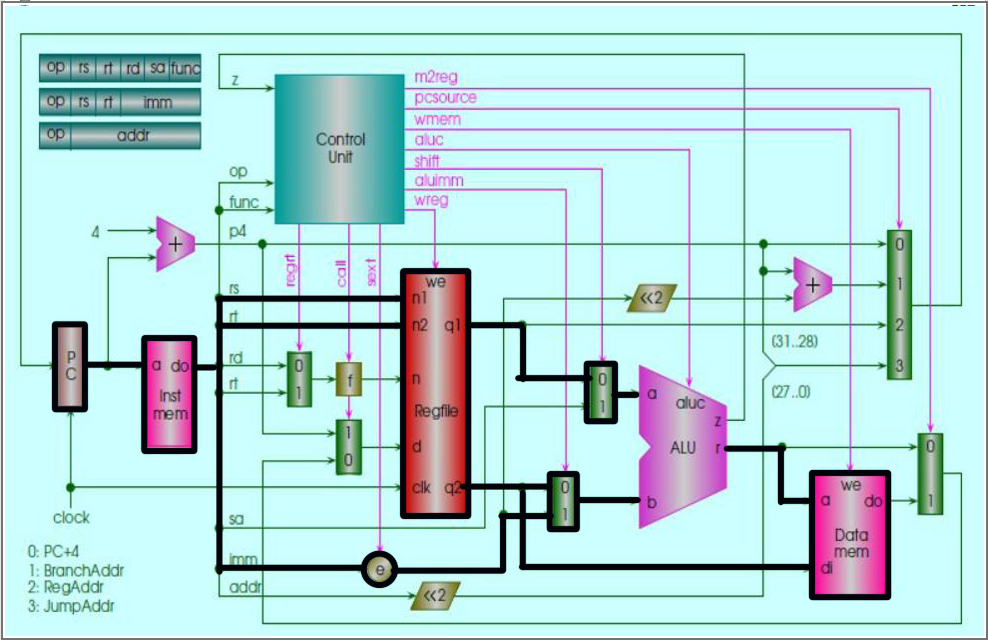 op rs rt rd sa func
op rs rt imm
op addr
z
op
func
Control
Unit
m2reg
pcsource
wmem
aluc
shift
aluimm
wreg
4
+
p4
regrt
call
sext
rs
rt
rd
rt
0
1
f
1
0
we
n1
n2
q1
n
Regfile
d
clk
q2
P
C
a do
Inst
mem
clock
sa
imm
e
addr
<<2
<<2
+
0
1
2
3
(31..28)
(27..0)
0
1
0
1
a
aluc
z
ALU
r
b
we
a
do
Data
mem
di
0
1
0: PC+4
1: BranchAddr
2: RegAddr
3: JumpAddr